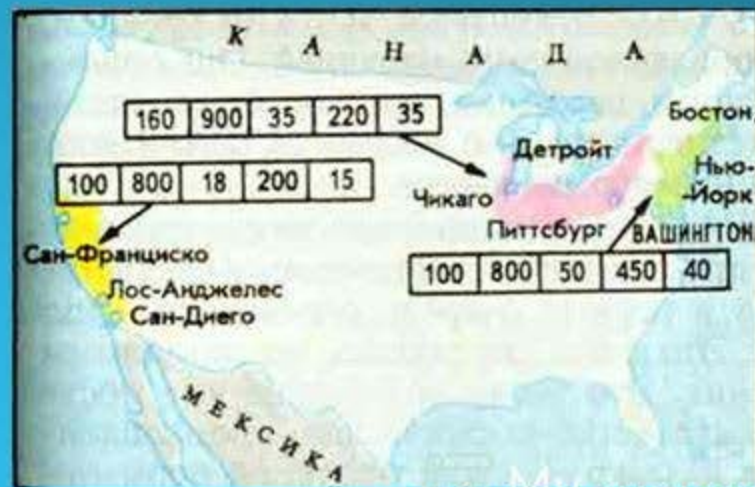 КАНАДА
160 900 35 220 35
Бостон
Детройт
100 800 18 200 15
Чикаго
Нью-
-Йорк
Питтсбург
ВАШИНГТОН
Сан-Франциско
100 800 50 450 40
Лос-Анджелес
Сан-Диего
МЕКСИКА